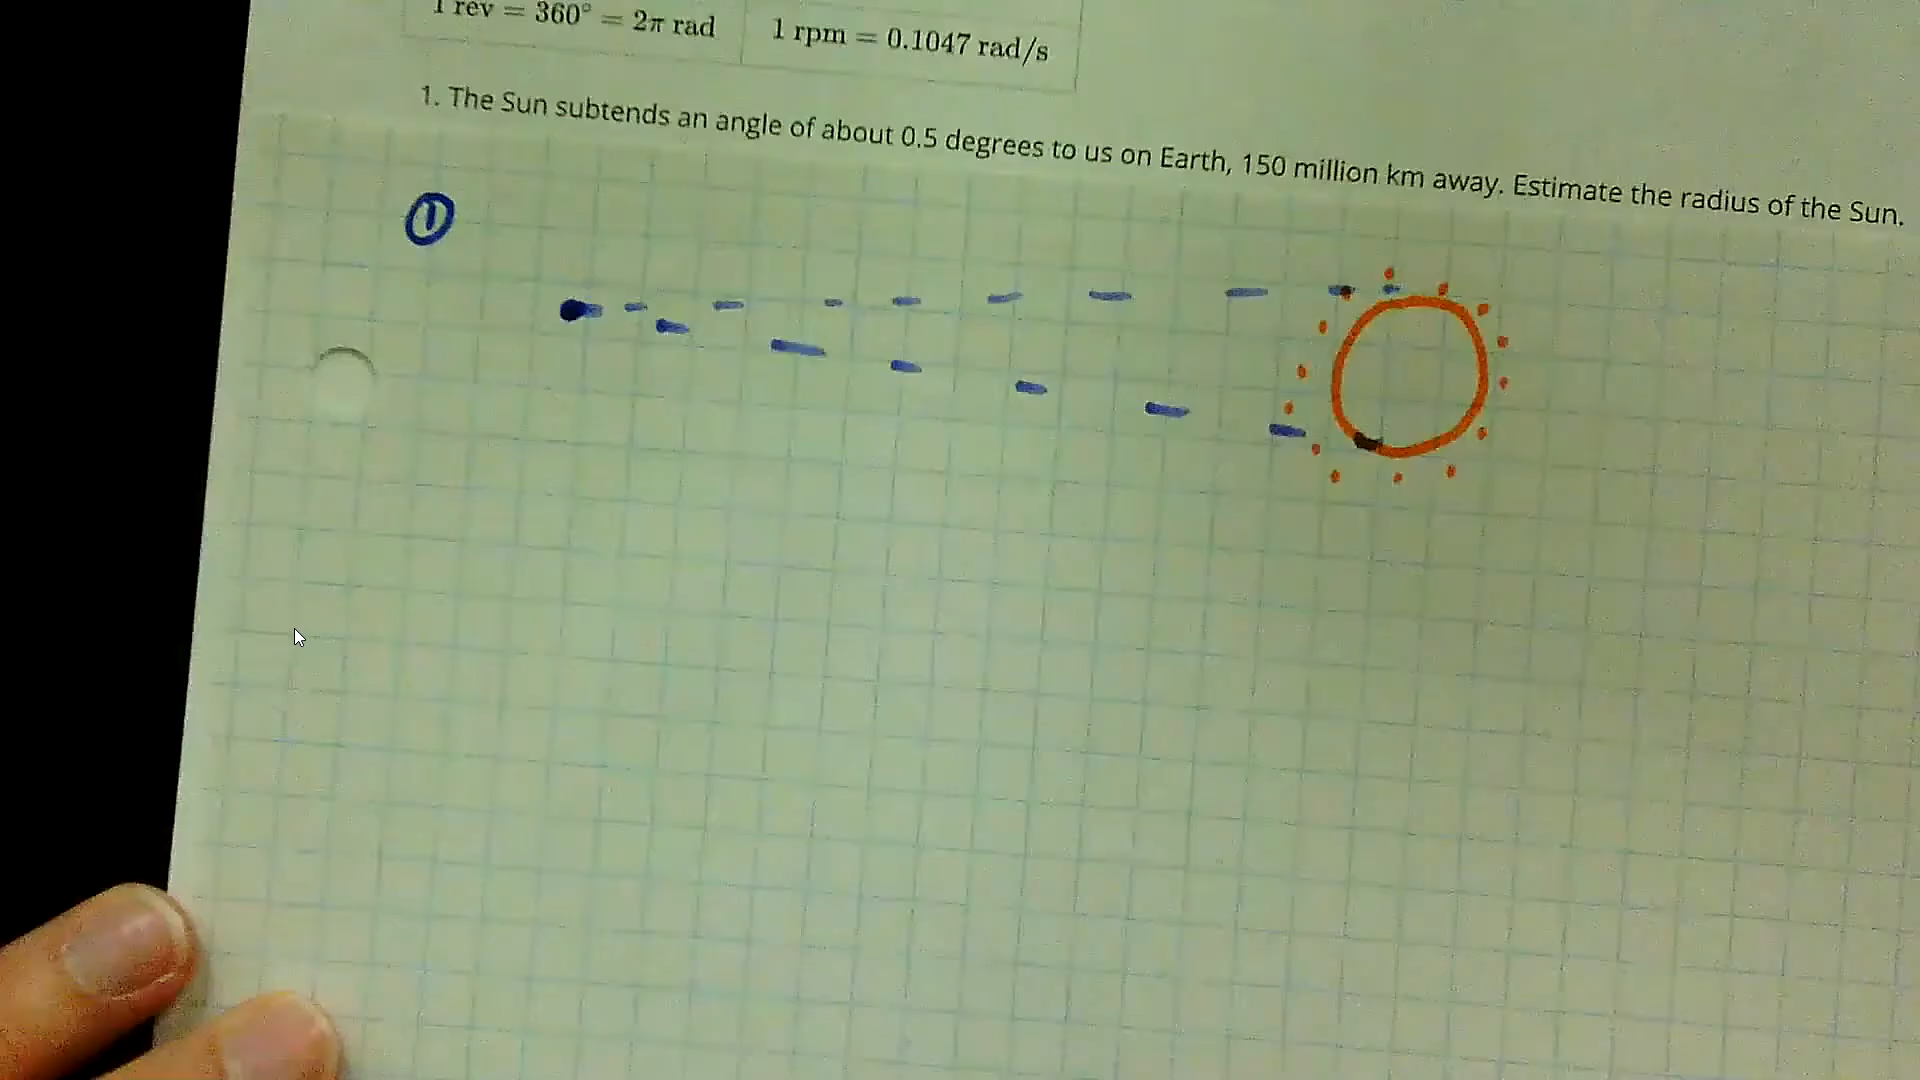 1 rev = 360° = 2π rad
1 rpm = 0.1047 rad/s
1. The Sun subtends an angle of about 0.5 degrees to us on Earth, 150 million km away. Estimate the radius of the Sun.
①